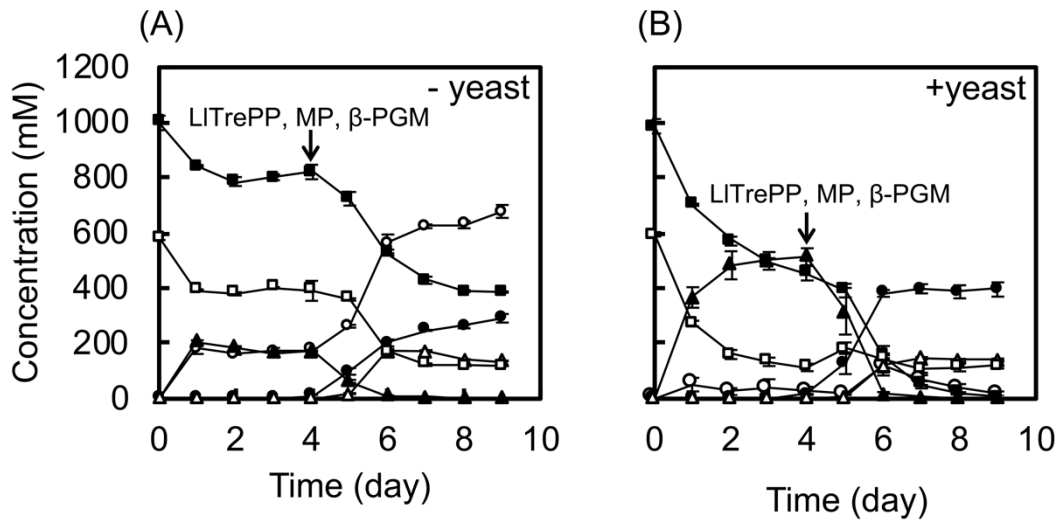 (A)
(B)
Concentration (mM)
1200
1000
800
600
400
200
0
- yeast
LlTrePP, MP, β-PGM
0 2 4 6 8 10
Time (day)
+yeast
LlTrePP, MP, β-PGM
0 2 4 6 8 10
Time (day)